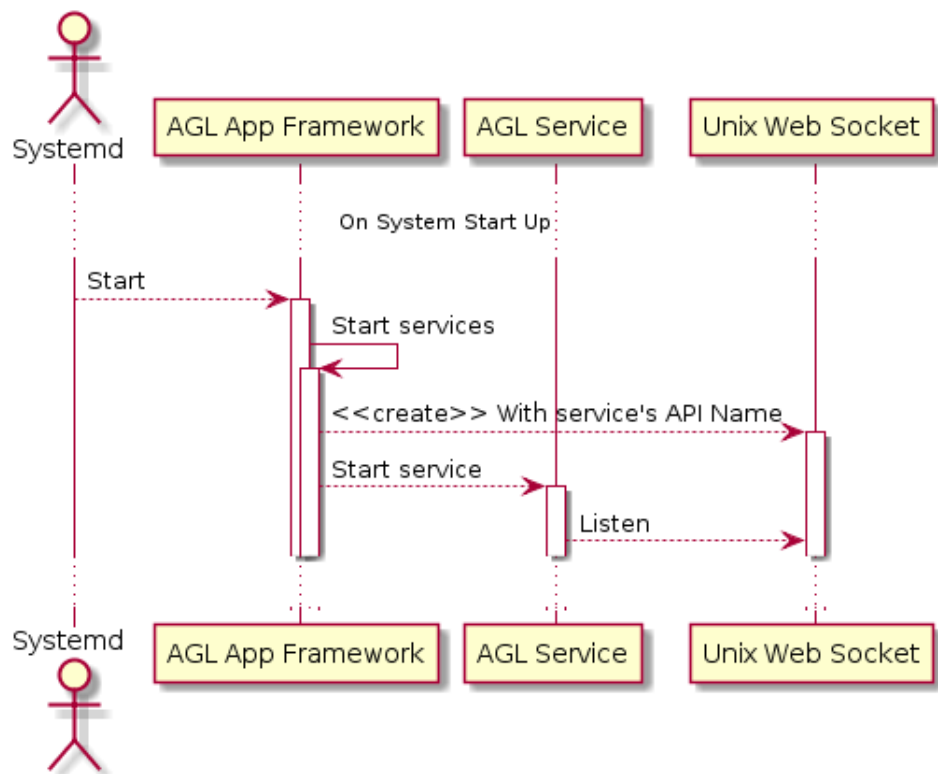 Systemd
AGL App Framework
AGL Service
Unix Web Socket
On System Start Up
Start
Start services
<<create>> With service's API Name
Start service
Listen
Systemd
AGL App Framework
AGL Service
Unix Web Socket